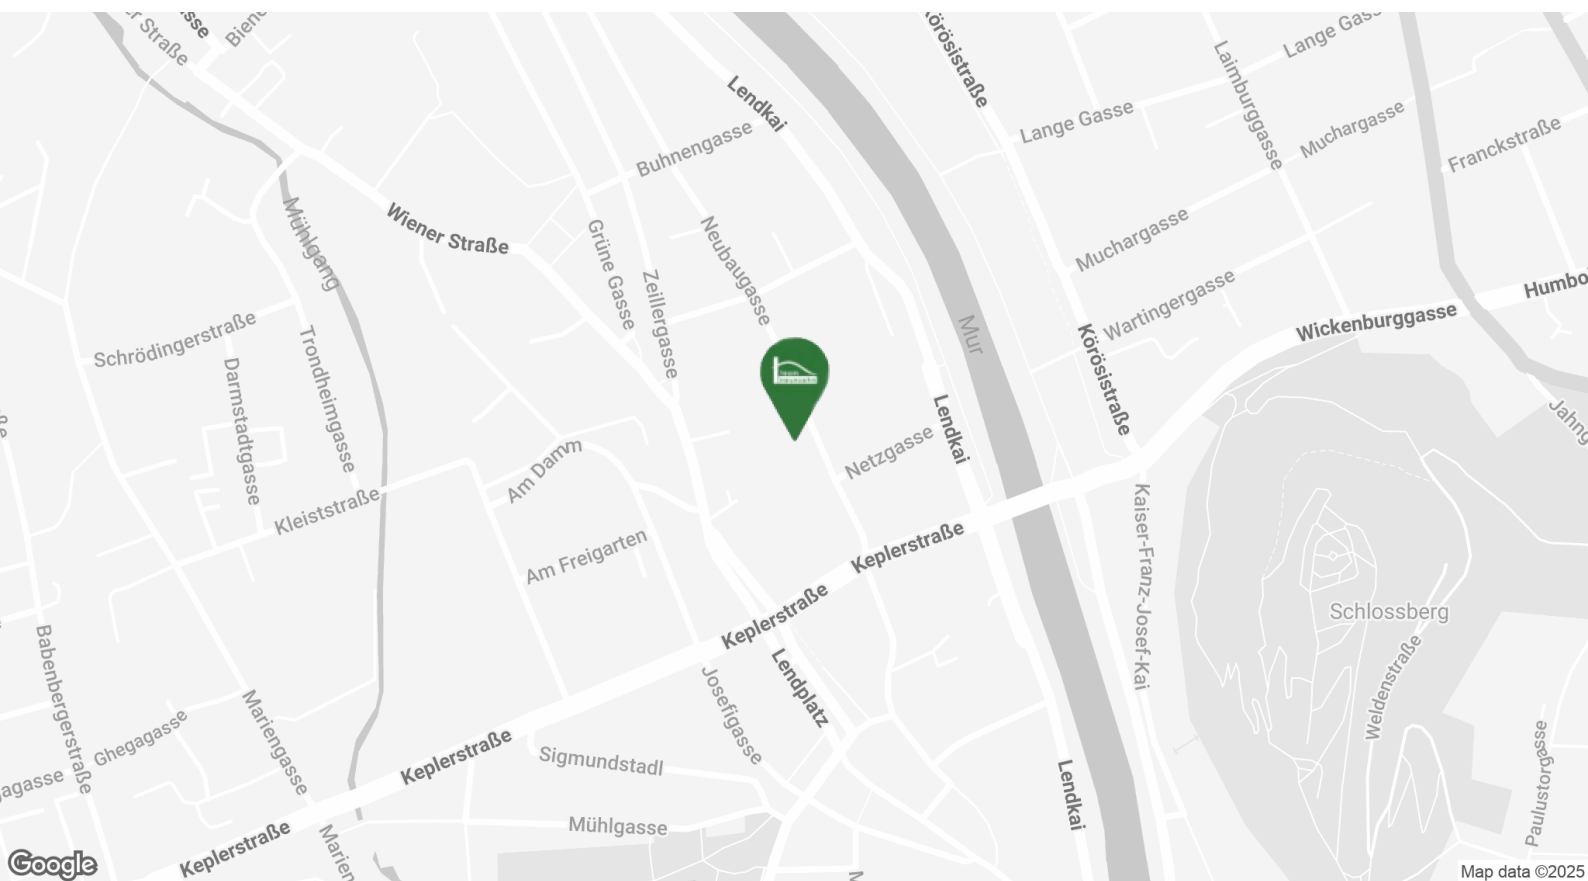 Straße
Lendkai
Körösistraße
Lange Gasse
Laimburggasse
Muchargasse
Franckstraße
Lange Gasse
Buhnengasse
Mühlgang
Wiener Straße
Grüne Gasse
Zeillergasse
Neubaugasse
Muchargasse
Wartingergasse
Mur
Wickenburggasse
Humbo
Schrödingerstraße
Trondheimgasse
Darmstadtgasse
Körösistraße
Lendkai
Netzgasse
Jahng
Am Damm
Kleiststraße
Am Freigarten
Keplerstraße
Keplerstraße
Kaiser-Franz-Josef-Kai
Schlossberg
Weldenstraße
Babenbergerstraße
Mariengasse
Ghegagasse
agasse
Josefigasse
Lendplatz
Keplerstraße
Sigmundstadl
Lendkai
Paulustorgasse
Mühlgasse
Keplerstraße
Marien
Google
Map data ©2025